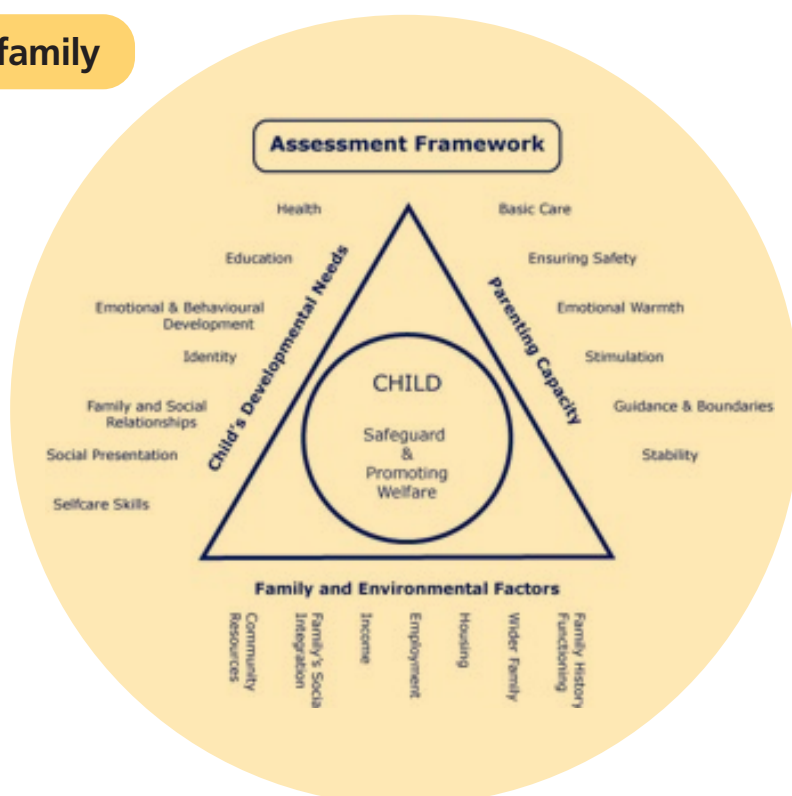 family
Assessment Framework
Health
Education
Emotional & Behavioural
Development
Identity
Family and Social
Relationships
Social Presentation
Selfcare Skills
Child's Developmental Needs
Basic Care
Ensuring Safety
Emotional Warmth
Stimulation
Guidance & Boundaries
Stability
Parenting Capacity
CHILD
Safeguard
&
Promoting
Welfare
Family and Environmental Factors
Community
Resources
Family's Socia
Integration
Income
Employment
Housing
Wider Family
Family History
Functioning